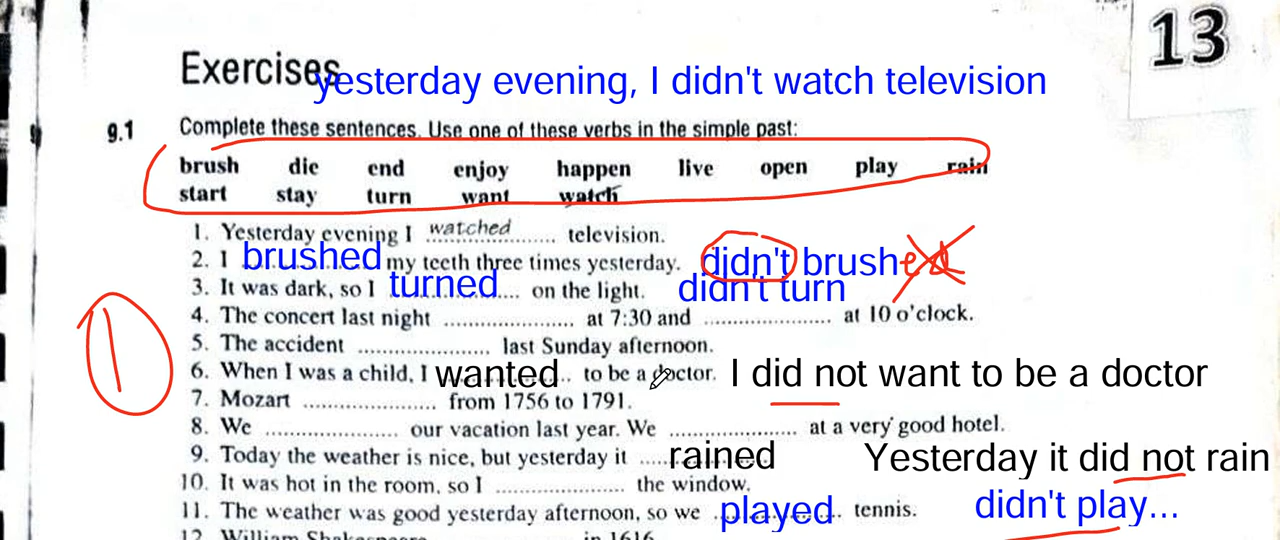 13
Exercises
yesterday evening, I didn't watch television
9.1 Complete these sentences. Use one of these verbs in the simple past:
brush die end enjoy happen live open play rain
start stay turn want watch
1. Yesterday evening I watched television.
2. I brushed my teeth three times yesterday. didn't brushed
3. It was dark, so I turned on the light. didn't turn
4. The concert last night .................... at 7:30 and .................... at 10 o'clock.
5. The accident .................... last Sunday afternoon.
6. When I was a child, I wanted to be a doctor. I did not want to be a doctor
7. Mozart .................... from 1756 to 1791.
8. We .................... our vacation last year. We .................... at a very good hotel.
9. Today the weather is nice, but yesterday it rained Yesterday it did not rain
10. It was hot in the room, so I .................... the window.
11. The weather was good yesterday afternoon, so we played tennis. didn't play...
12. William Shakespeare .................... in 1616.
1